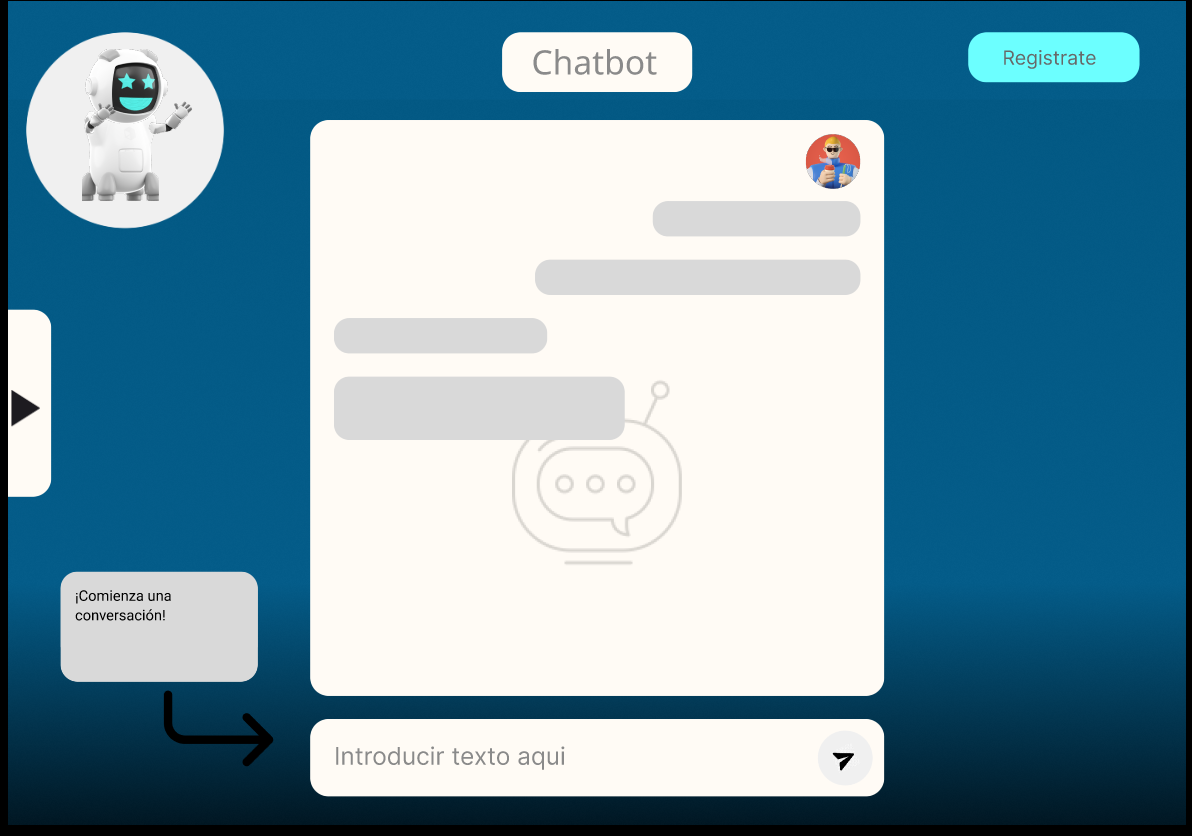 Chatbot
Registrate
¡Comienza una
conversación!
Introducir texto aqui